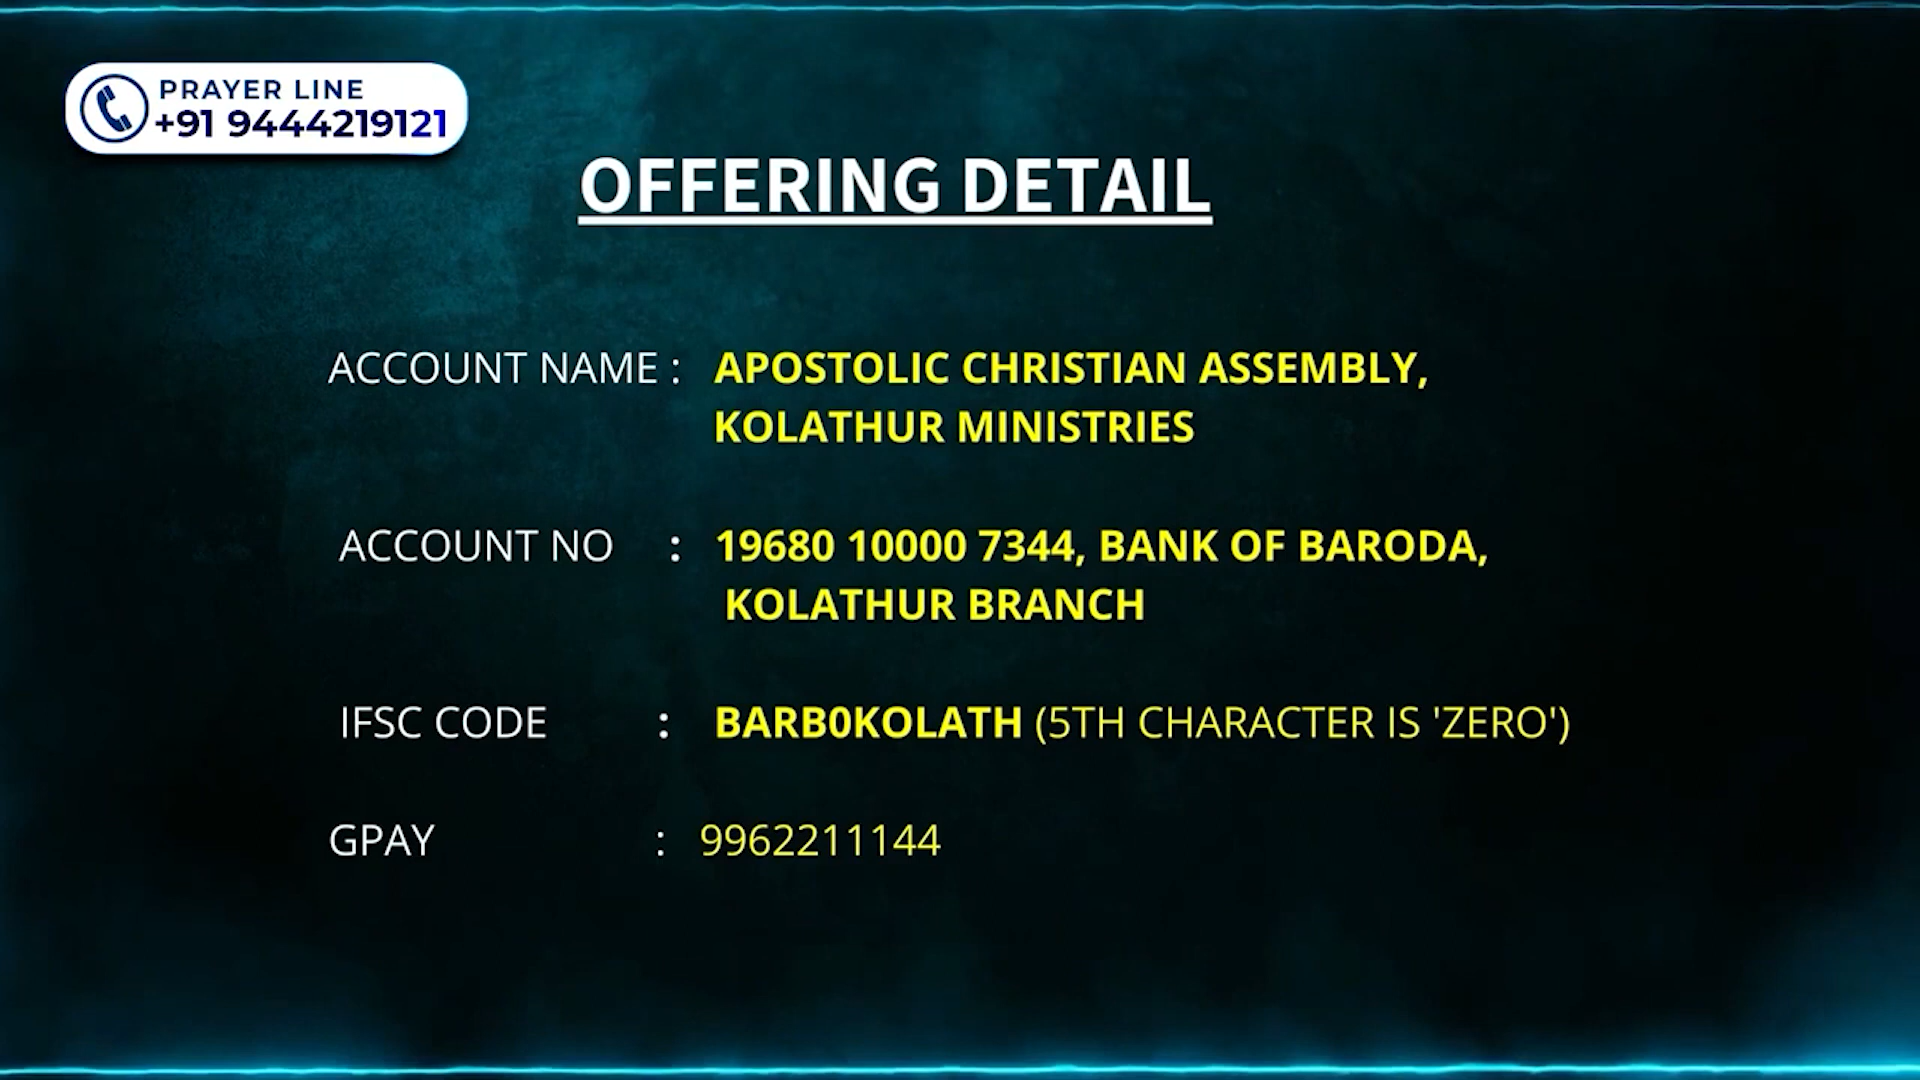 PRAYER LINE
+91 9444219121
OFFERING DETAIL
ACCOUNT NAME : APOSTOLIC CHRISTIAN ASSEMBLY,
KOLATHUR MINISTRIES
ACCOUNT NO : 19680 10000 7344, BANK OF BARODA,
KOLATHUR BRANCH
IFSC CODE : BARB0KOLATH (5TH CHARACTER IS 'ZERO')
GPAY : 9962211144